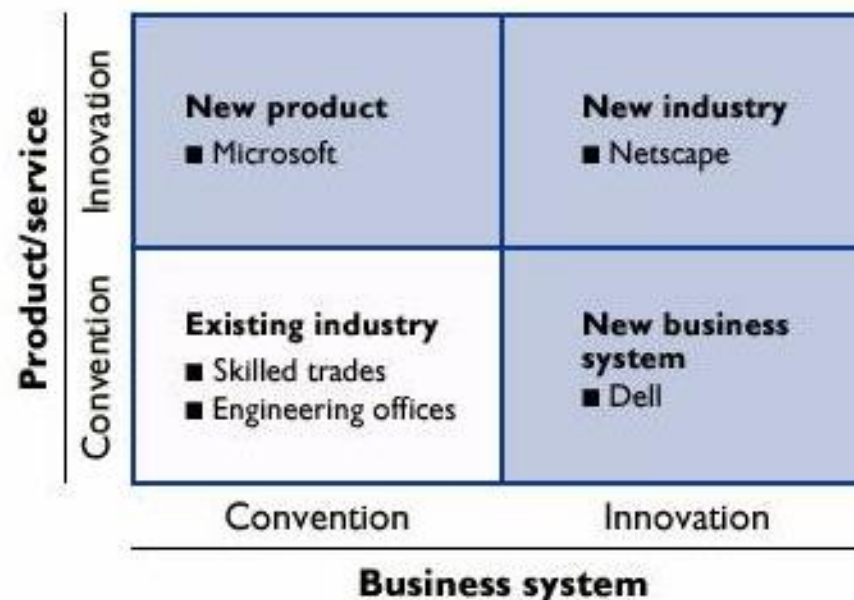 Product/service
Innovation
Convention
New product
■ Microsoft
New industry
■ Netscape
Existing industry
■ Skilled trades
■ Engineering offices
New business
system
■ Dell
Convention
Innovation
Business system